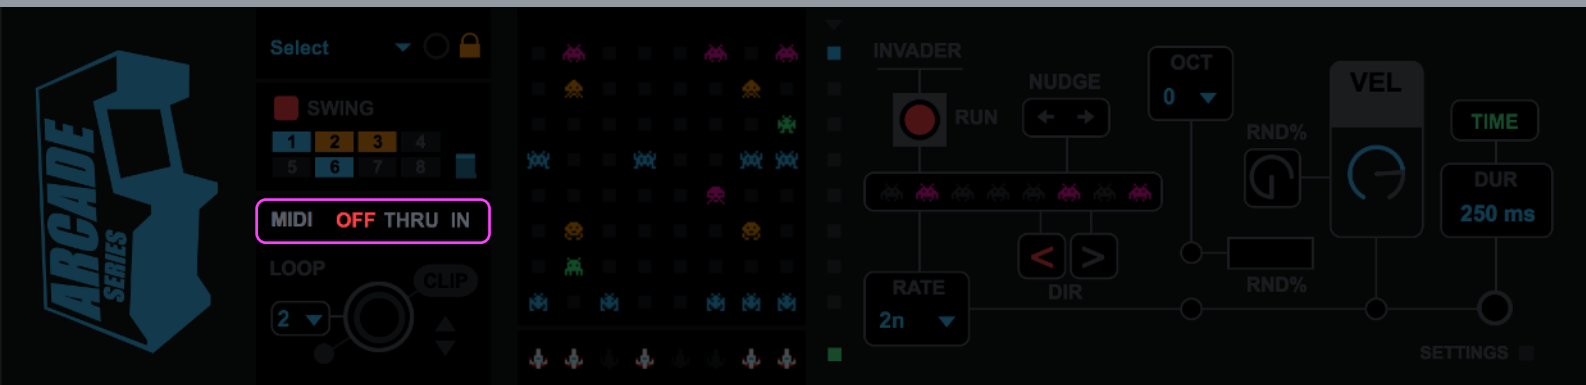 ARCADE
SERIES
Select
SWING
1 2 3 4
5 6 7 8
MIDI OFF THRU IN
LOOP
CLIP
2
INVADER
RUN
NUDGE
← →
< >
DIR
RATE
2n
OCT
0
RND%
RND%
VEL
TIME
DUR
250 ms
SETTINGS